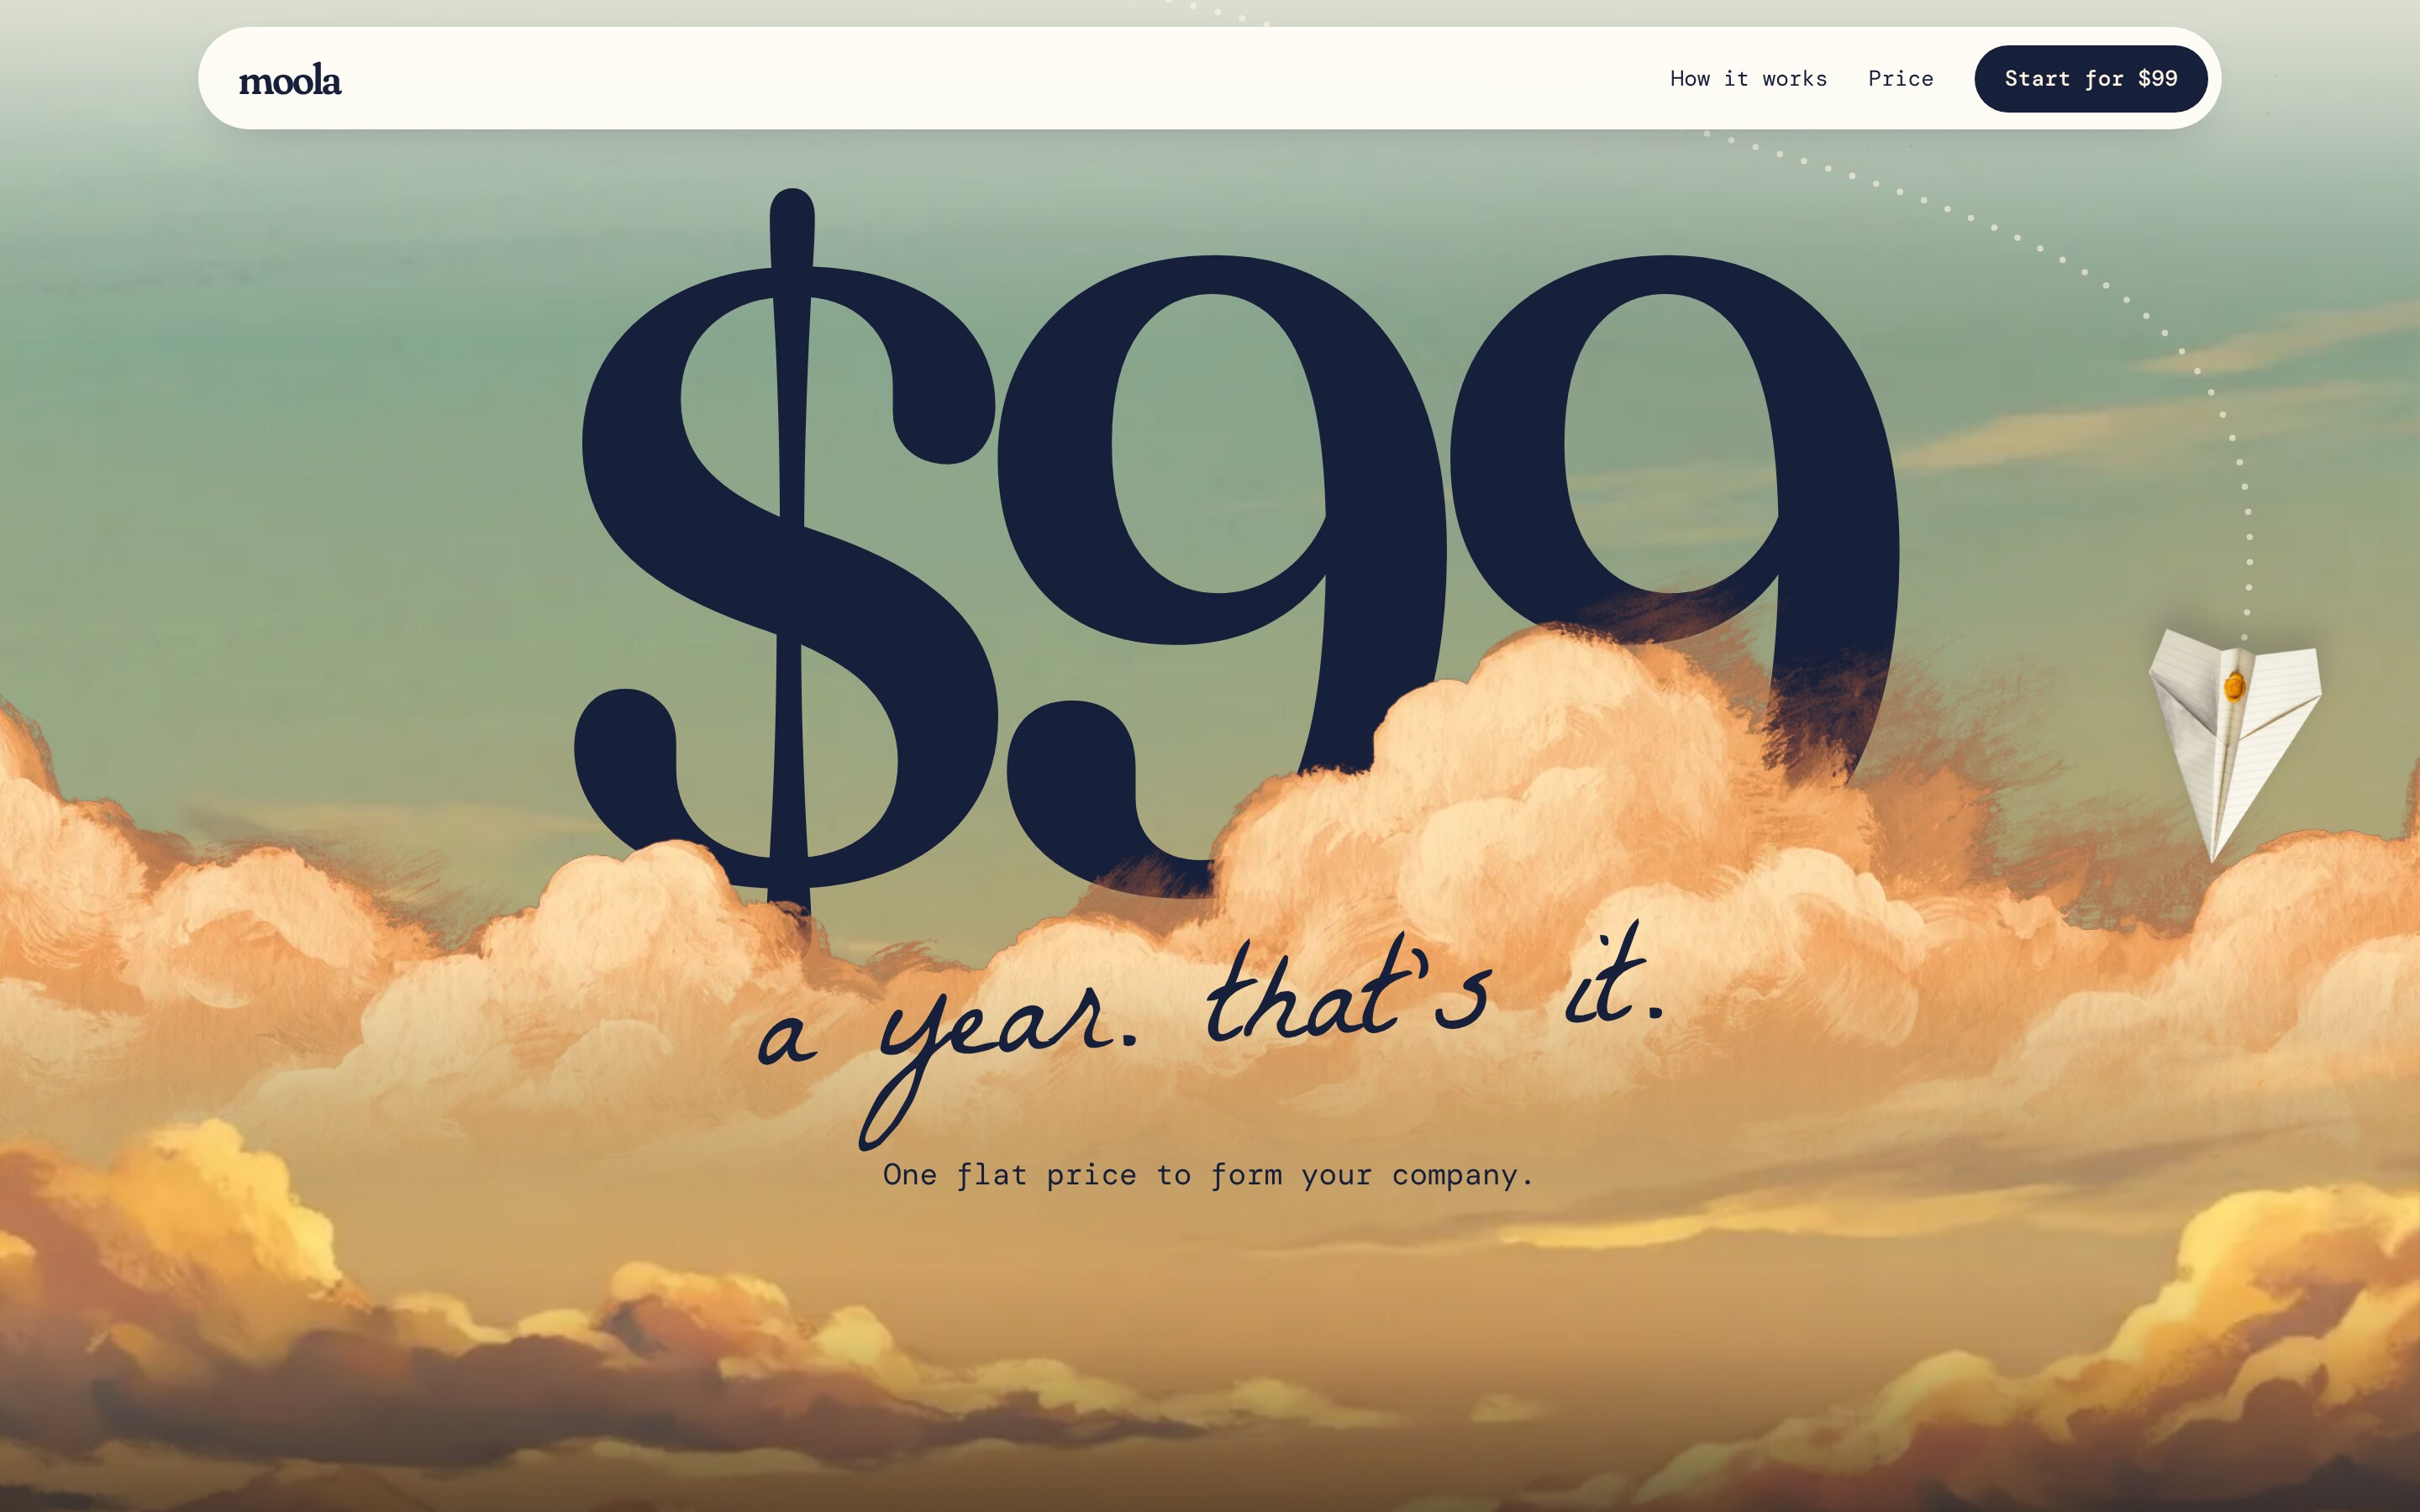 moola
How it works
Price
Start for $99
$99
a year. that's it.
One flat price to form your company.